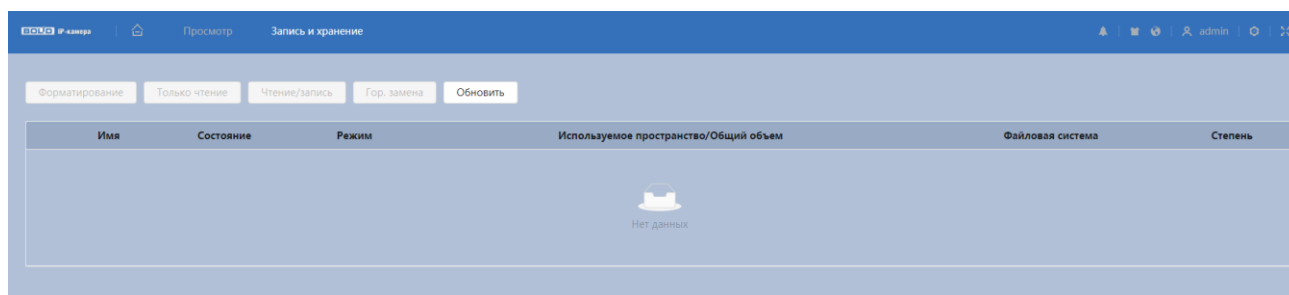 BOLID IP-камера Просмотр Запись и хранение admin
Форматирование Только чтение Чтение/запись Гор. замена Обновить
Имя Состояние Режим Используемое пространство/Общий объем Файловая система Степень
Нет данных